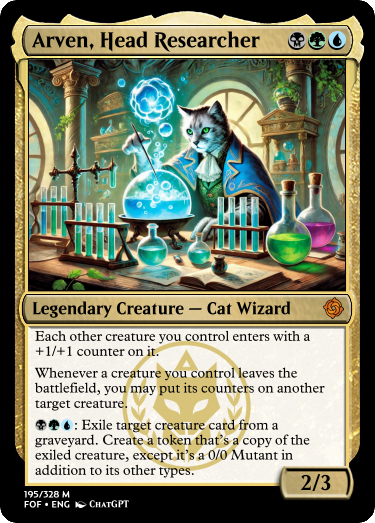 Arven, Head Researcher
Legendary Creature — Cat Wizard
Each other creature you control enters with a
+1/+1 counter on it.
Whenever a creature you control leaves the
battlefield, you may put its counters on another
target creature.
: Exile target creature card from a
graveyard. Create a token that's a copy of the
exiled creature, except it's a 0/0 Mutant in
addition to its other types.
2/3
195/328 M
FOF • ENG ChatGPT